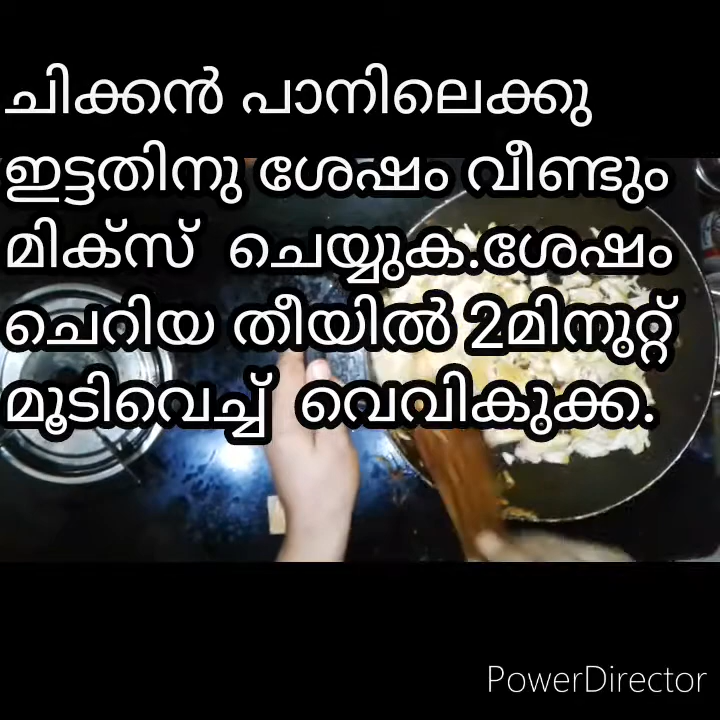 ചിക്കൻ പാനിലെക്കു
ഇട്ടതിനു ശേഷം വീണ്ടും
മിക്സ് ചെയ്യുക.ശേഷം
ചെറിയ തീയിൽ 2മിനുറ്റ്
മൂടിവെച്ച് വെവികുക്ക.
PowerDirector